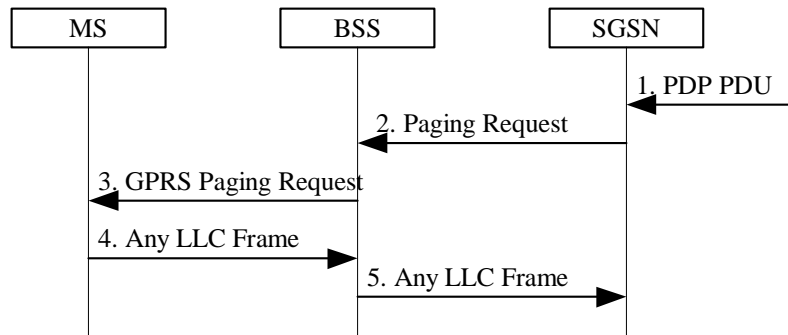 MS
BSS
SGSN
1. PDP PDU
2. Paging Request
3. GPRS Paging Request
4. Any LLC Frame
5. Any LLC Frame